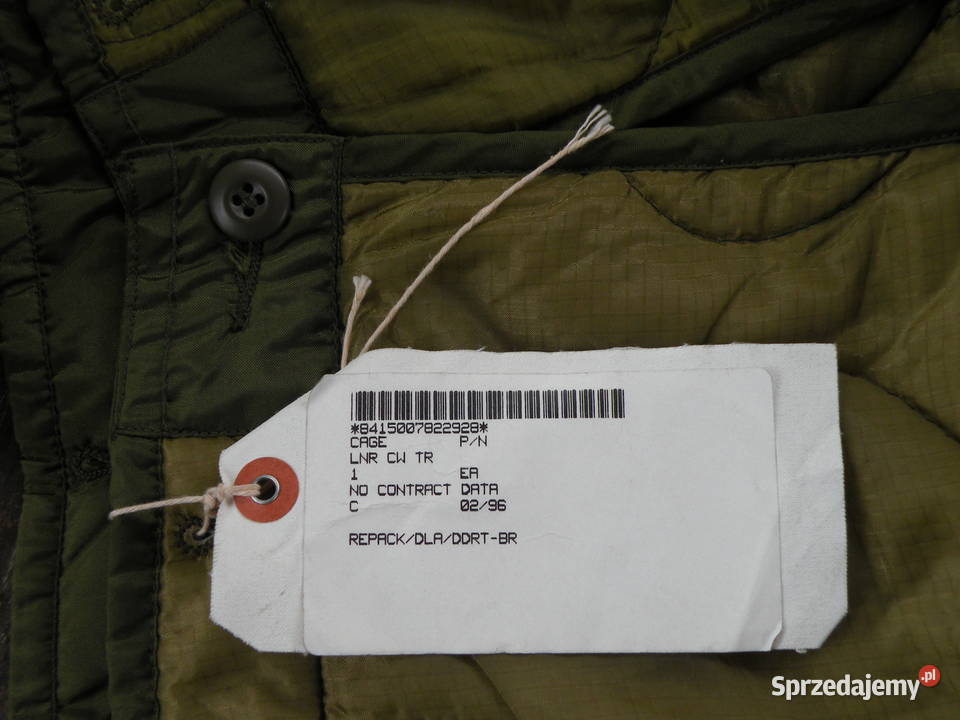 *8415007822928*
CAGE P/N
LNR CW TR
1 EA
NO CONTRACT DATA
C 02/96
REPACK/DLA/DDRT-BR
Sprzedajemy.pl